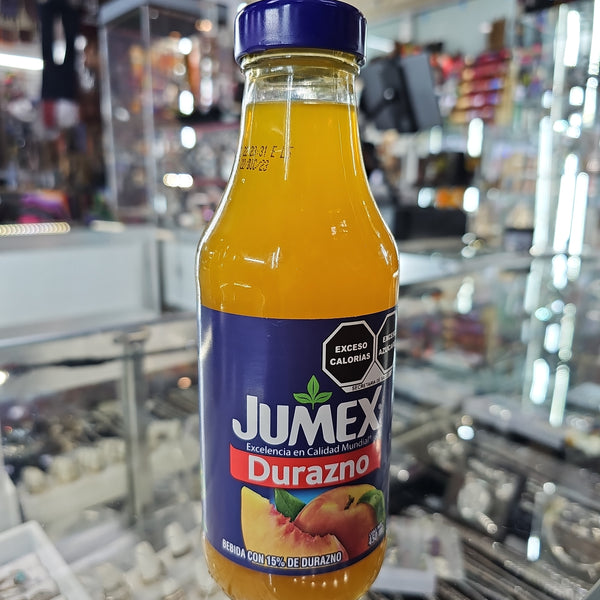 EXCESO
CALORÍAS
JUMEX
Excelencia en Calidad Mundial
Durazno
BEBIDA CON 15% DE DURAZNO